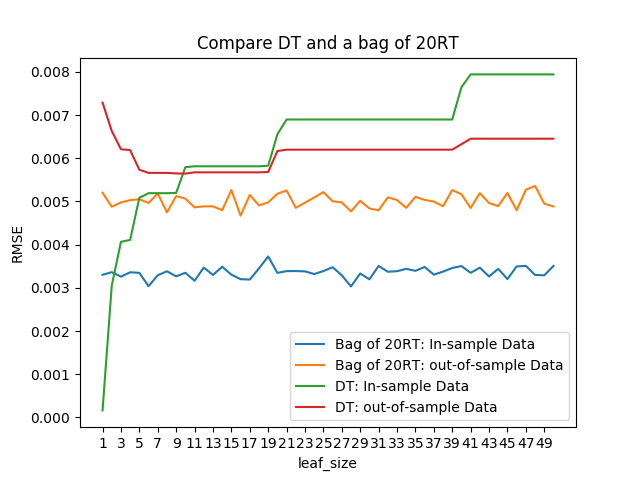 Compare DT and a bag of 20RT
0.008
0.007
0.006
0.005
0.004
0.003
0.002
0.001
0.000
RMSE
Bag of 20RT: In-sample Data
Bag of 20RT: out-of-sample Data
DT: In-sample Data
DT: out-of-sample Data
1 3 5 7 9 11 13 15 17 19 21 23 25 27 29 31 33 35 37 39 41 43 45 47 49
leaf_size